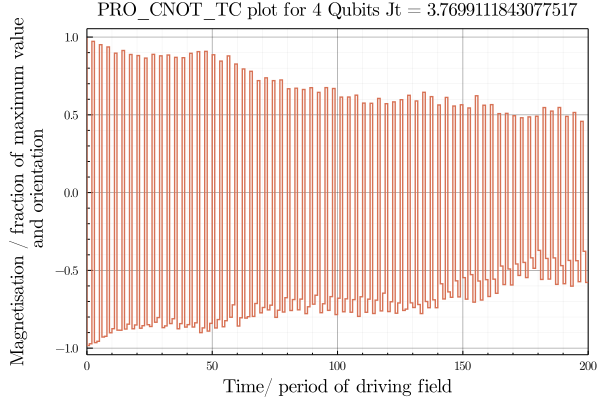 PRO_CNOT_TC plot for 4 Qubits Jt = 3.7699111843077517
Magnetisation / fraction of maximum value
and orientation
1.0
0.5
0.0
−0.5
−1.0
0 50 100 150 200
Time/ period of driving field